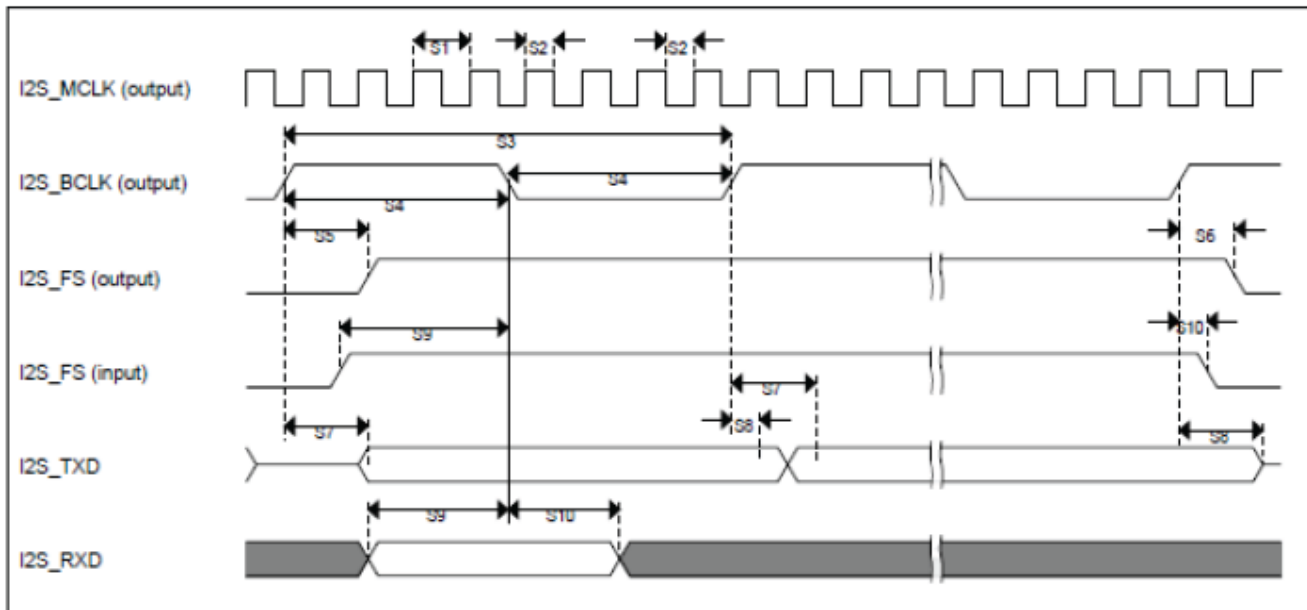 S1
S2
S2
I2S_MCLK (output)
S3
I2S_BCLK (output)
S4
S4
S5
S6
I2S_FS (output)
S9
S10
I2S_FS (input)
S7
S8
S7
S8
I2S_TXD
S9
S10
I2S_RXD